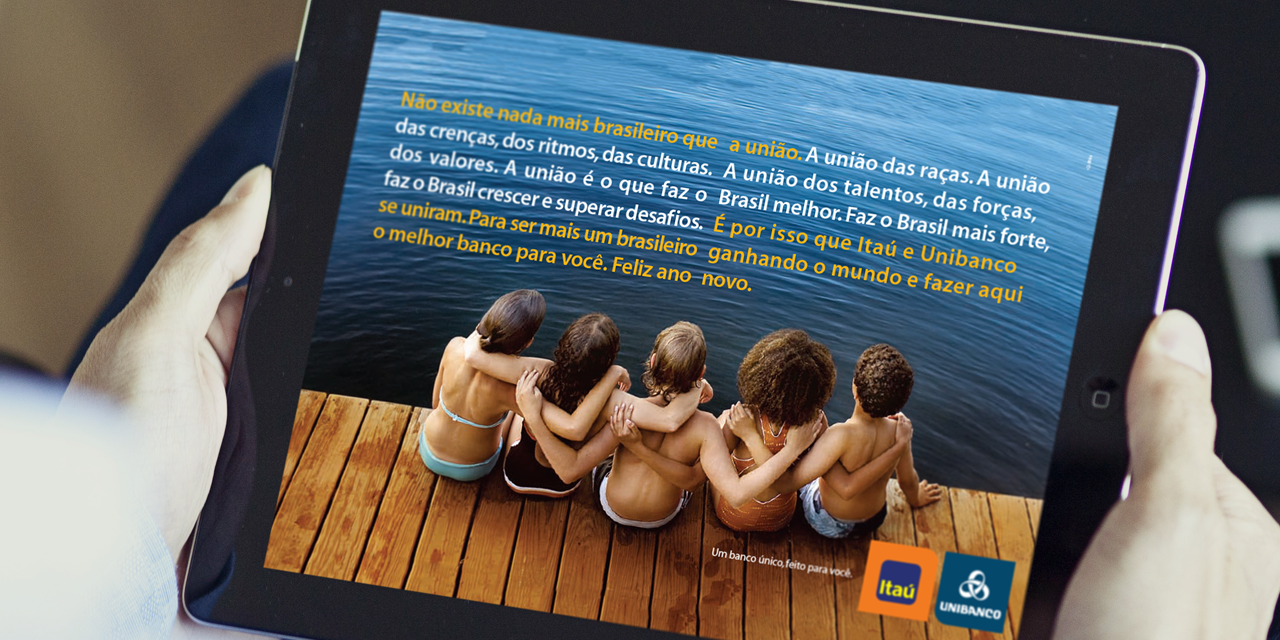 Não existe nada mais brasileiro que a união. A união das raças. A união
das crenças, dos ritmos, das culturas. A união dos talentos, das forças,
dos valores. A união é o que faz o Brasil melhor. Faz o Brasil mais forte,
faz o Brasil crescer e superar desafios. É por isso que Itaú e Unibanco
se uniram. Para ser mais um brasileiro ganhando o mundo e fazer aqui
o melhor banco para você. Feliz ano novo.
Um banco único, feito para você.
Itaú
UNIBANCO